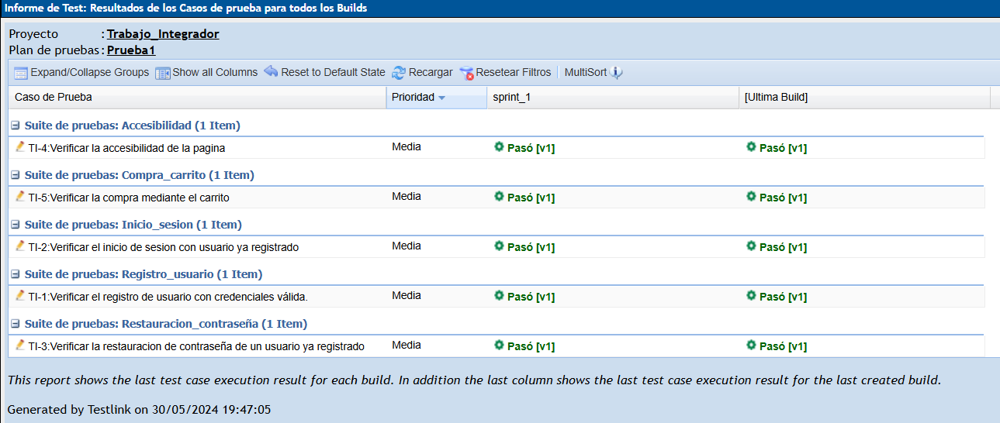 Informe de Test: Resultados de los Casos de prueba para todos los Builds
Proyecto : Trabajo_Integrador
Plan de pruebas : Prueba1
Expand/Collapse Groups Show all Columns Reset to Default State Recargar Resetear Filtros MultiSort
Caso de Prueba Prioridad sprint_1 [Ultima Build]
Suite de pruebas: Accesibilidad (1 Item)
TI-4:Verificar la accesibilidad de la pagina Media Pasó [v1] Pasó [v1]
Suite de pruebas: Compra_carrito (1 Item)
TI-5:Verificar la compra mediante el carrito Media Pasó [v1] Pasó [v1]
Suite de pruebas: Inicio_sesion (1 Item)
TI-2:Verificar el inicio de sesion con usuario ya registrado Media Pasó [v1] Pasó [v1]
Suite de pruebas: Registro_usuario (1 Item)
TI-1:Verificar el registro de usuario con credenciales válida. Media Pasó [v1] Pasó [v1]
Suite de pruebas: Restauracion_contraseña (1 Item)
TI-3:Verificar la restauracion de contraseña de un usuario ya registrado Media Pasó [v1] Pasó [v1]
This report shows the last test case execution result for each build. In addition the last column shows the last test case execution result for the last created build.
Generated by Testlink on 30/05/2024 19:47:05